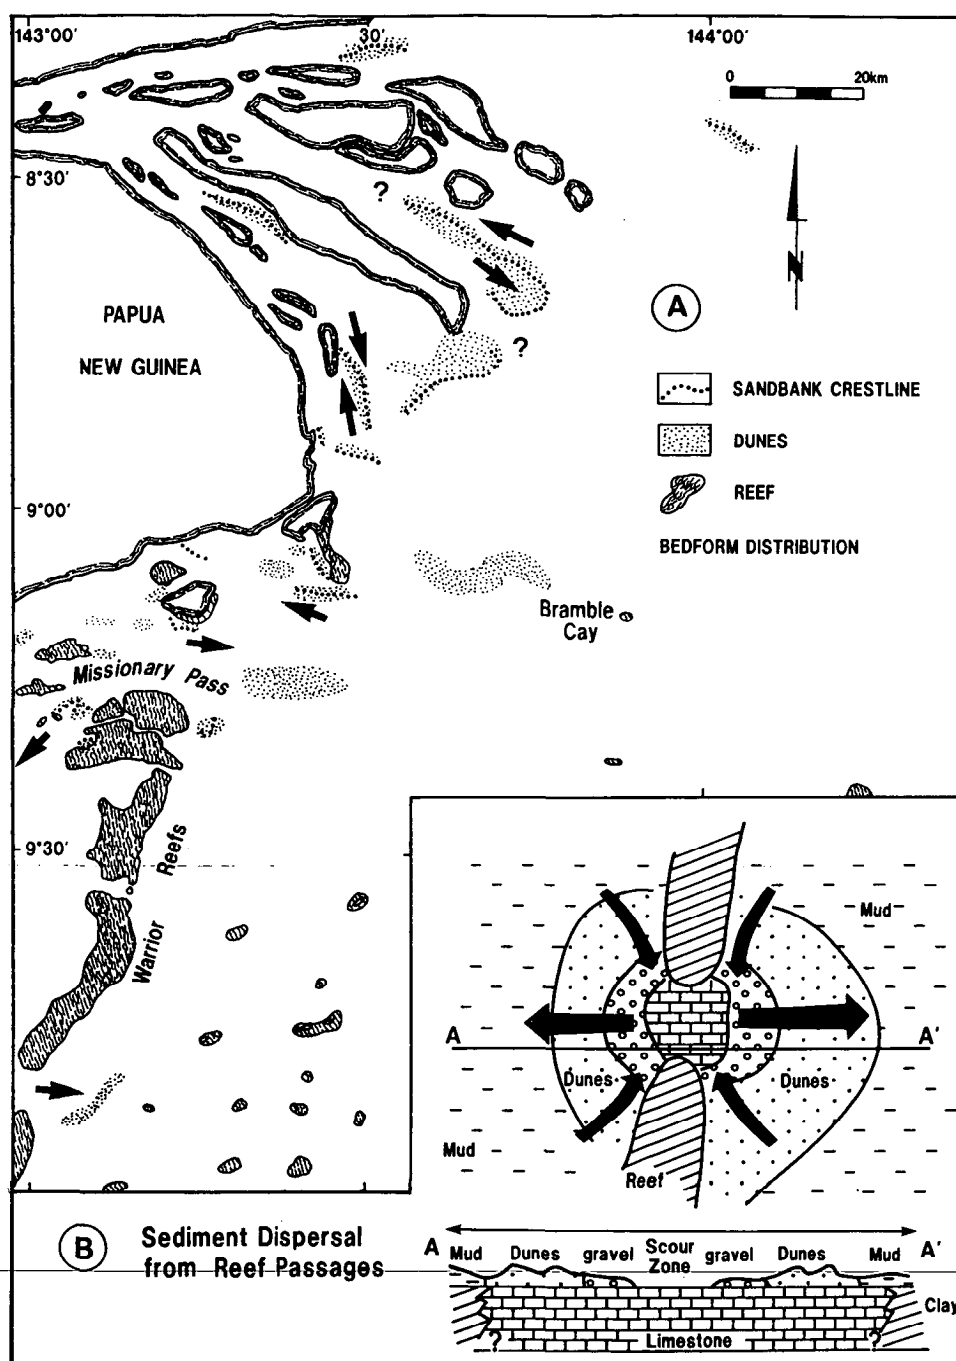 143°00'
30'
144°00'
0
20km
8°30'
?
A
PAPUA
NEW GUINEA
?
SANDBANK CRESTLINE
DUNES
REEF
9°00'
BEDFORM DISTRIBUTION
Bramble
Cay
N
Missionary Pass
9°30'
Reefs
Warrior
Mud
A
A'
Dunes
Dunes
Mud
Reef
B
Sediment Dispersal
from Reef Passages
A
Mud
Dunes
gravel
Scour
Zone
gravel
Dunes
Mud
A'
Clay
?
Limestone
?